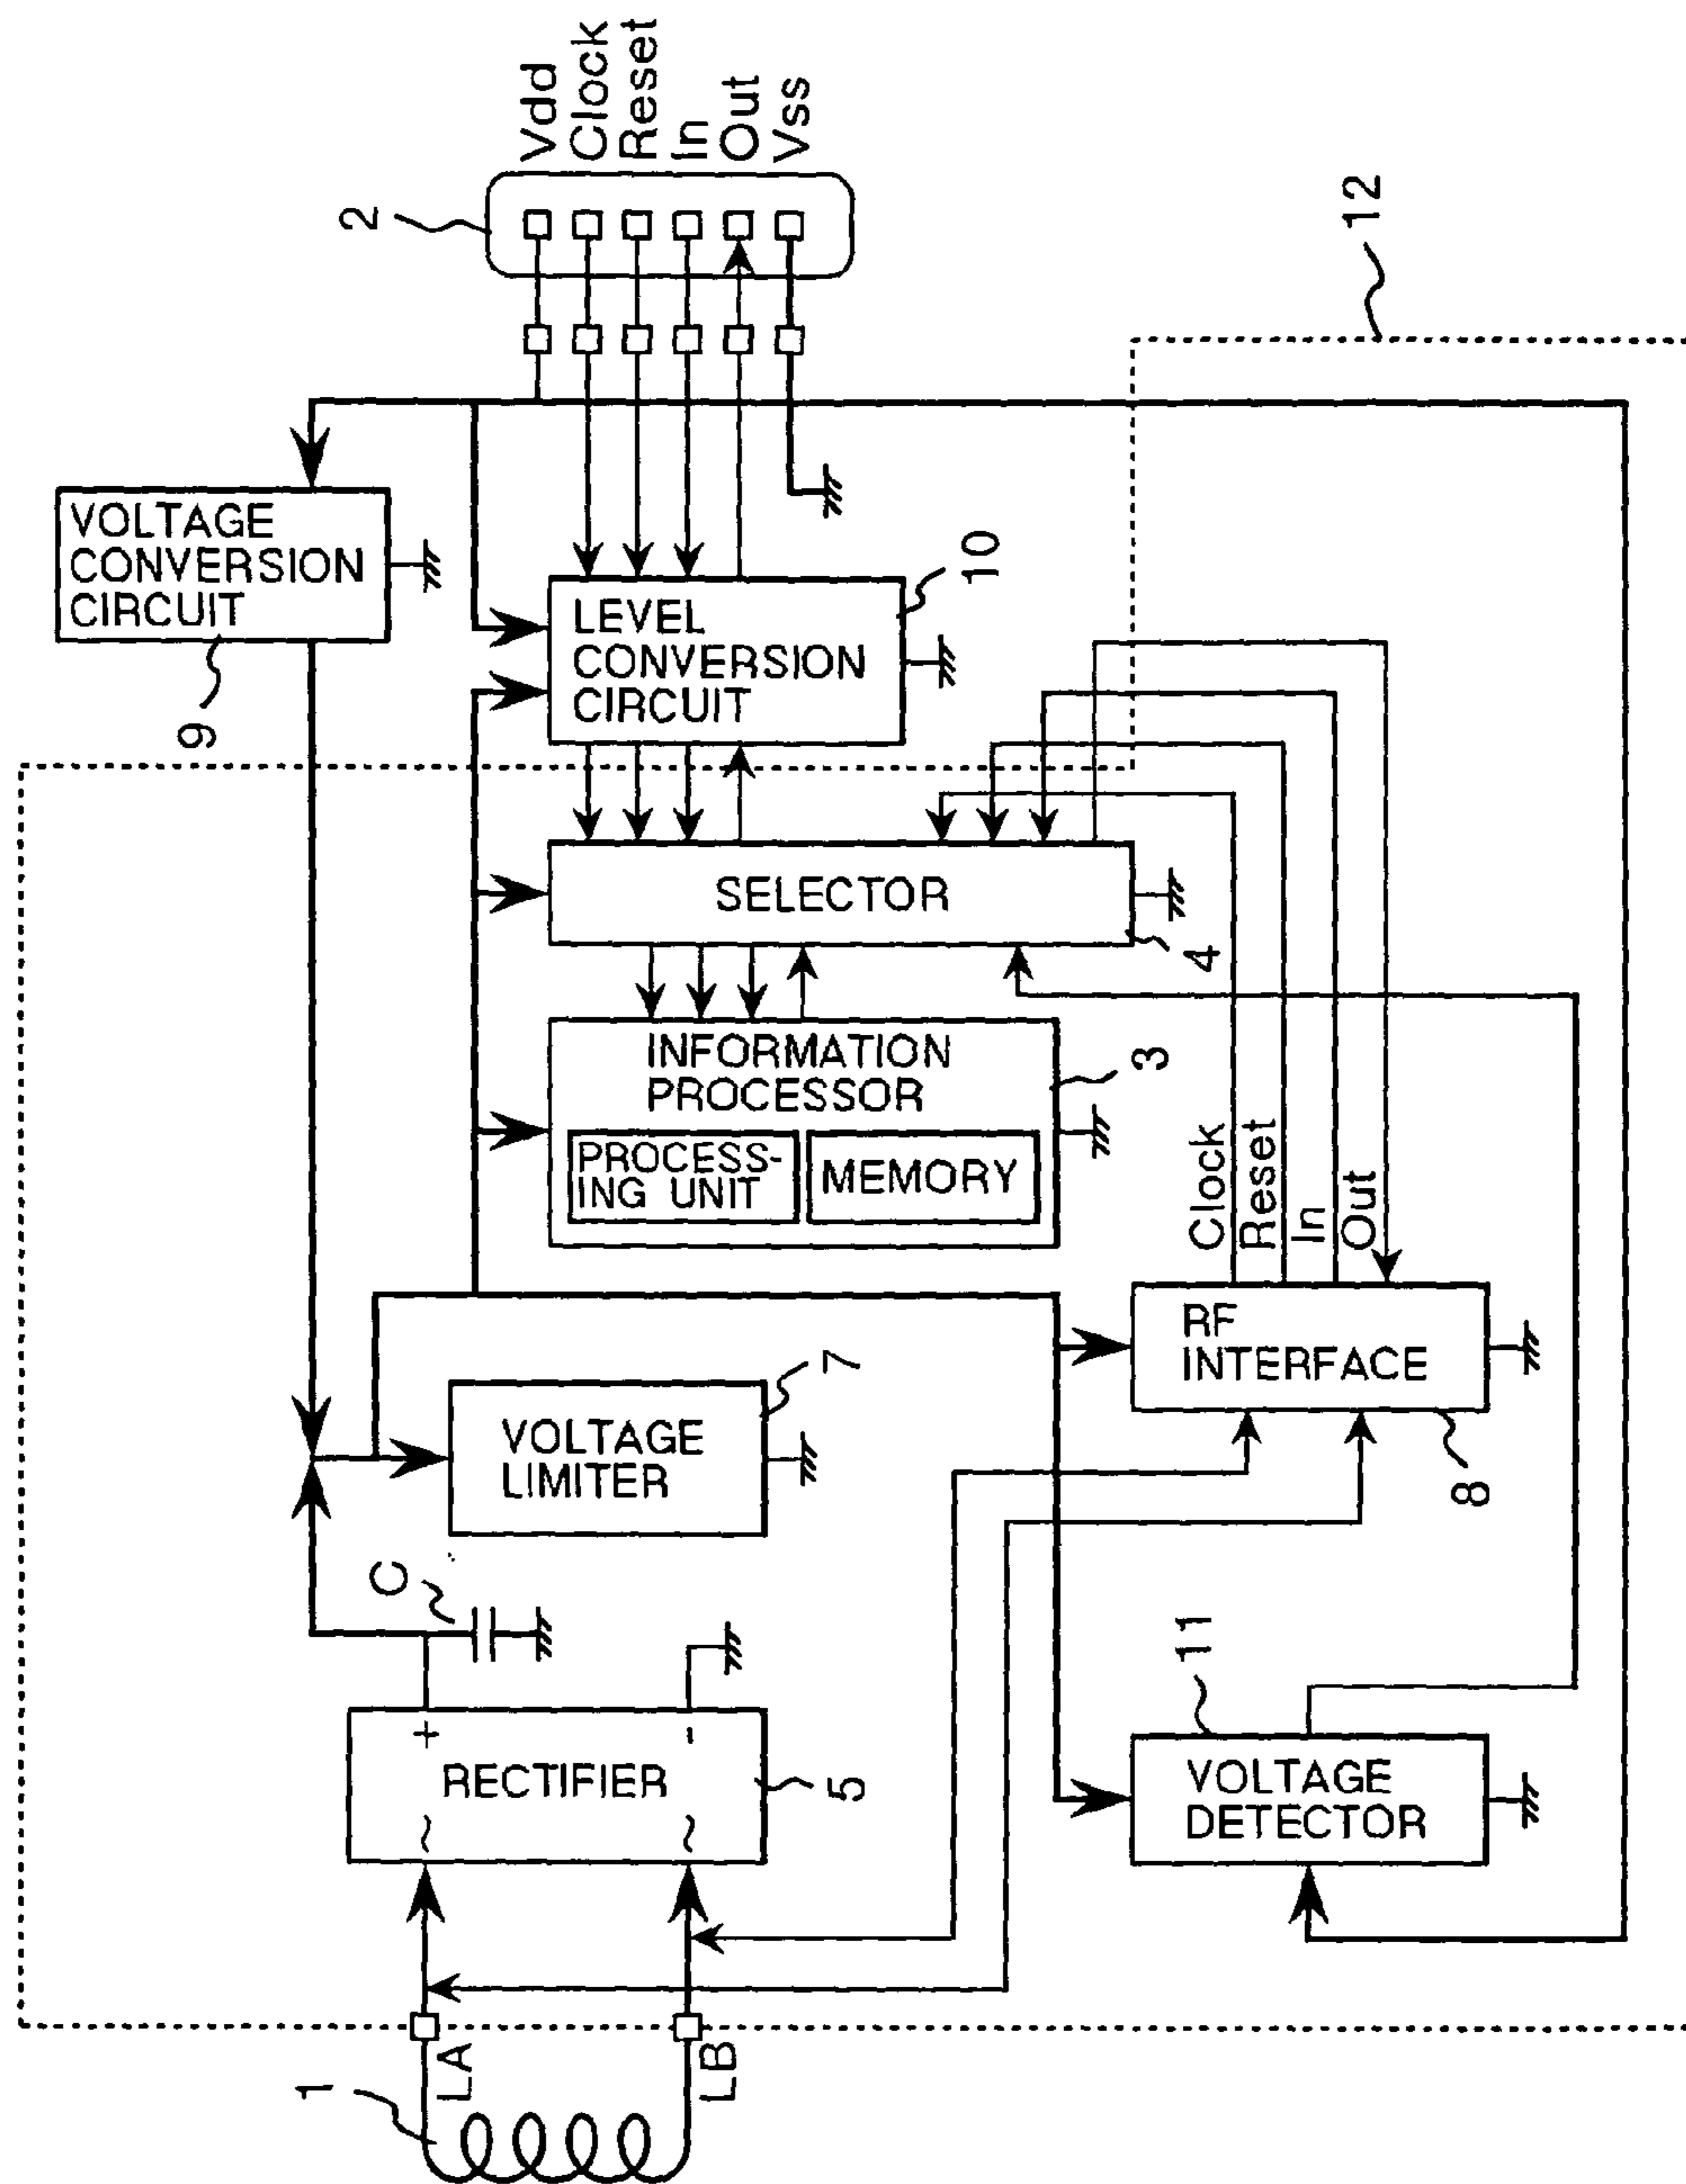 VOLTAGE
CONVERSION
CIRCUIT
9
2
Vdd
Clock
Reset
In
Out
Vss
LEVEL
CONVERSION
CIRCUIT
10
12
SELECTOR
4
INFORMATION
PROCESSOR
PROCESS-
ING UNIT
MEMORY
3
Clock
Reset
In
Out
VOLTAGE
LIMITER
7
RF
INTERFACE
8
C
+
-
RECTIFIER
~
~
5
11
VOLTAGE
DETECTOR
1
LA
LB